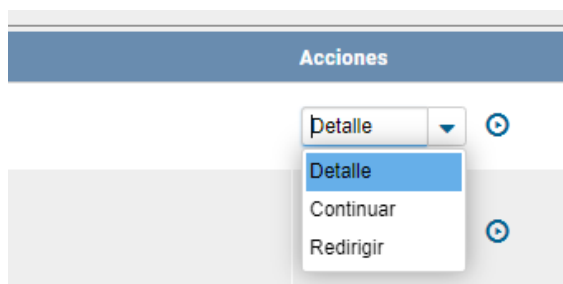 Acciones
Detalle
Detalle
Continuar
Redirigir